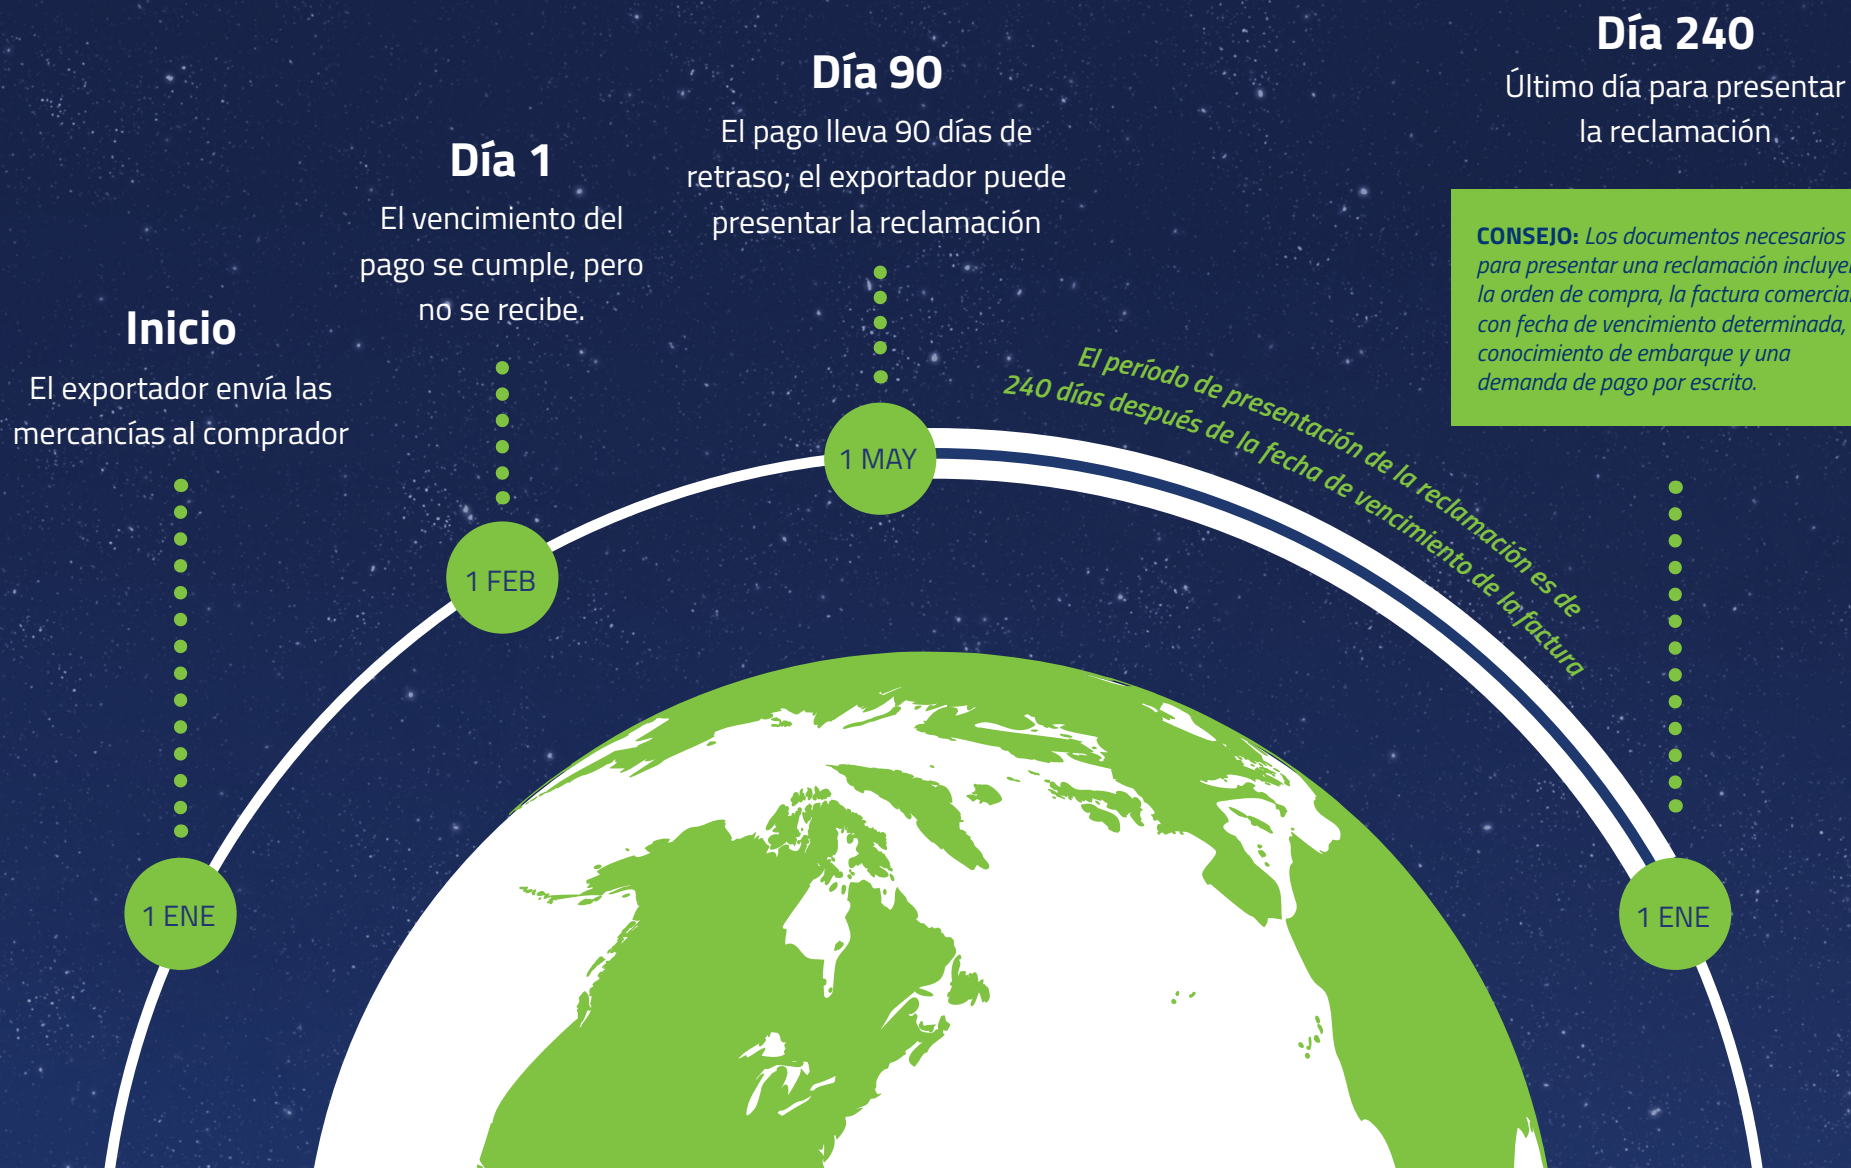 Inicio
El exportador envía las
mercancías al comprador
1 ENE
Día 1
El vencimiento del
pago se cumple, pero
no se recibe.
1 FEB
Día 90
El pago lleva 90 días de
retraso; el exportador puede
presentar la reclamación
1 MAY
El período de presentación de la reclamación es de
240 días después de la fecha de vencimiento de la factura
Día 240
Último día para presentar
la reclamación
CONSEJO: Los documentos necesarios
para presentar una reclamación incluye
la orden de compra, la factura comercia
con fecha de vencimiento determinada,
conocimiento de embarque y una
demanda de pago por escrito.
1 ENE